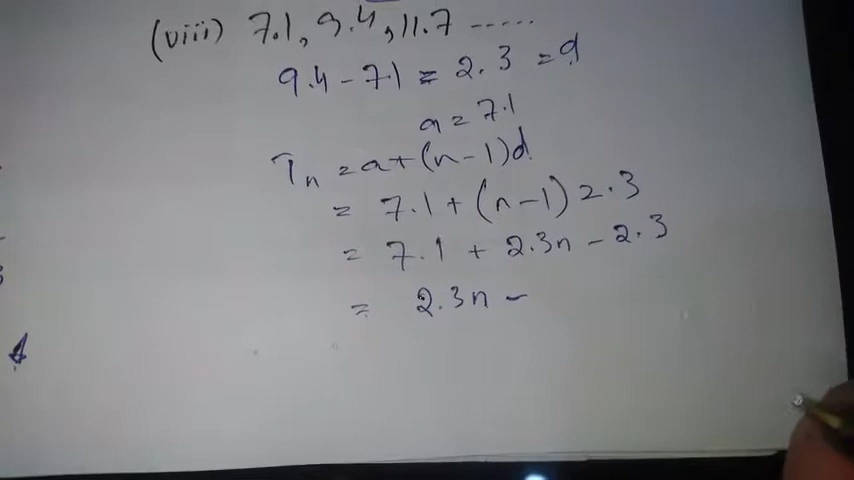 (viii) 7.1, 9.4, 11.7 .....
9.4 - 7.1 = 2.3 = d
a = 7.1
Tn = a + (n - 1)d
= 7.1 + (n - 1) 2.3
= 7.1 + 2.3n - 2.3
= 2.3n -